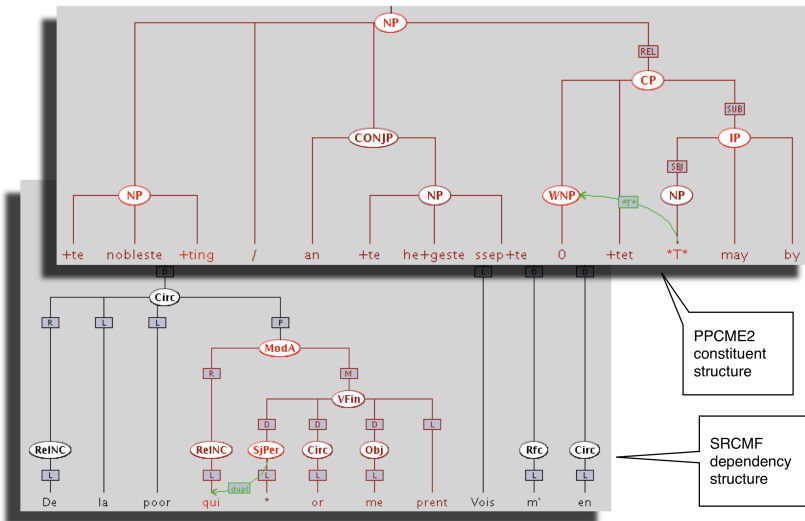 NP
REL
CP
SUB
CONJP IP
SBJ
NP NP WNP *T* NP
+te nobleste +ting / an +te he+geste ssep+te 0 +tet *T* may by
D L D D
Circ
R L L P
ModA
PPCME2
constituent
structure
R M
VFin
D D D L
RelNC RelNC SjPer Circ Obj Rfc Circ
SRCMF
dependency
structure
L L L L L L L
dupl
De la poor qui * or me prent Vois m' en